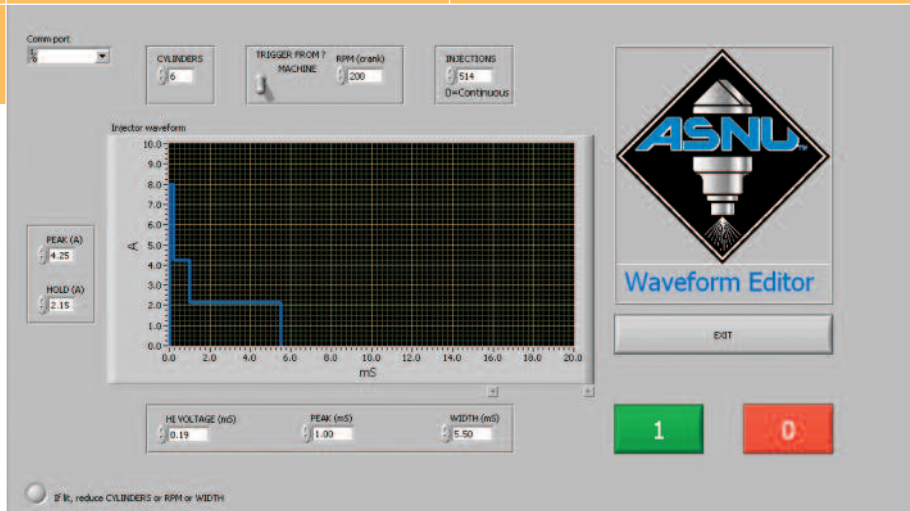 Comm port
CYLINDERS
6
TRIGGER FROM ?
MACHINE
RPM (crank)
200
INJECTIONS
514
0=Continuous
Injector waveform
10.0
9.0
8.0
7.0
6.0
5.0
4.0
3.0
2.0
1.0
0.0
A
0.0 2.0 4.0 6.0 8.0 10.0 12.0 14.0 16.0 18.0 20.0
mS
PEAK (A)
4.25
HOLD (A)
2.15
HI VOLTAGE (mS)
0.19
PEAK (mS)
1.00
WIDTH (mS)
5.50
ASNU
Waveform Editor
EXIT
1
0
If lit, reduce CYLINDERS or RPM or WIDTH